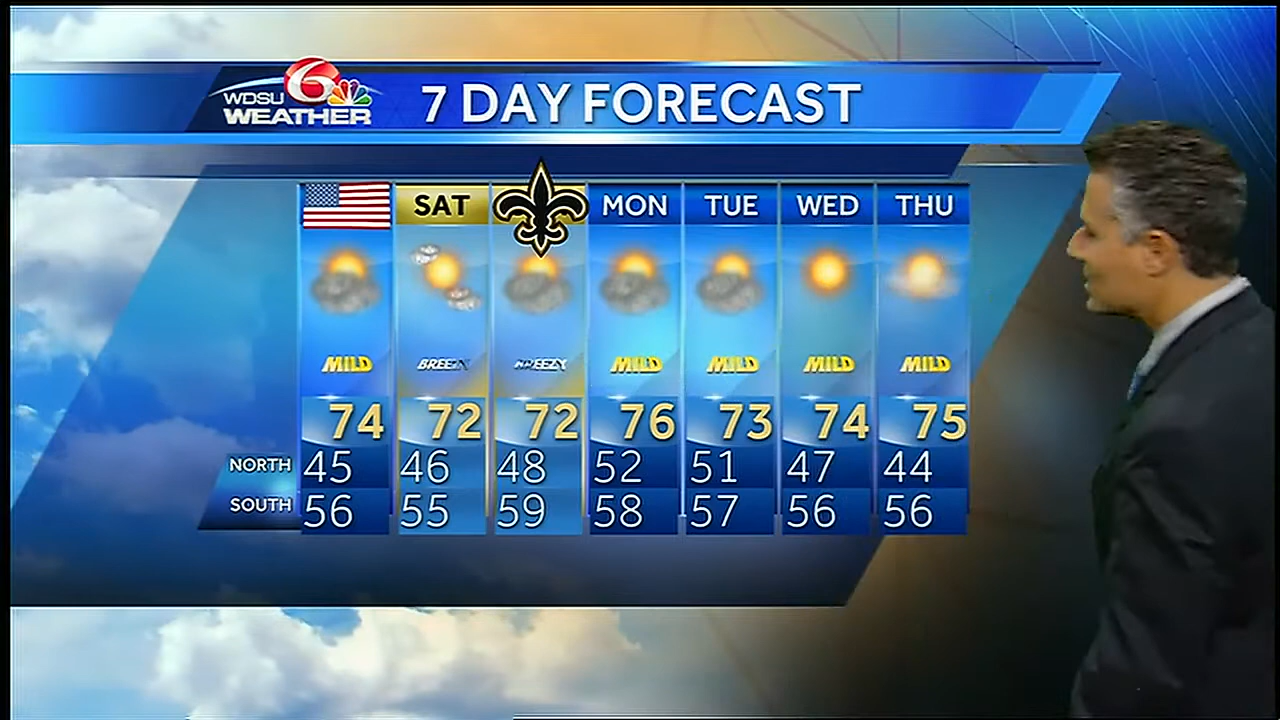 6
WDSU
WEATHER
7 DAY FORECAST
SAT MON TUE WED THU
MILD BREEZY BREEZY MILD MILD MILD MILD
74 72 72 76 73 74 75
NORTH 45 46 48 52 51 47 44
SOUTH 56 55 59 58 57 56 56